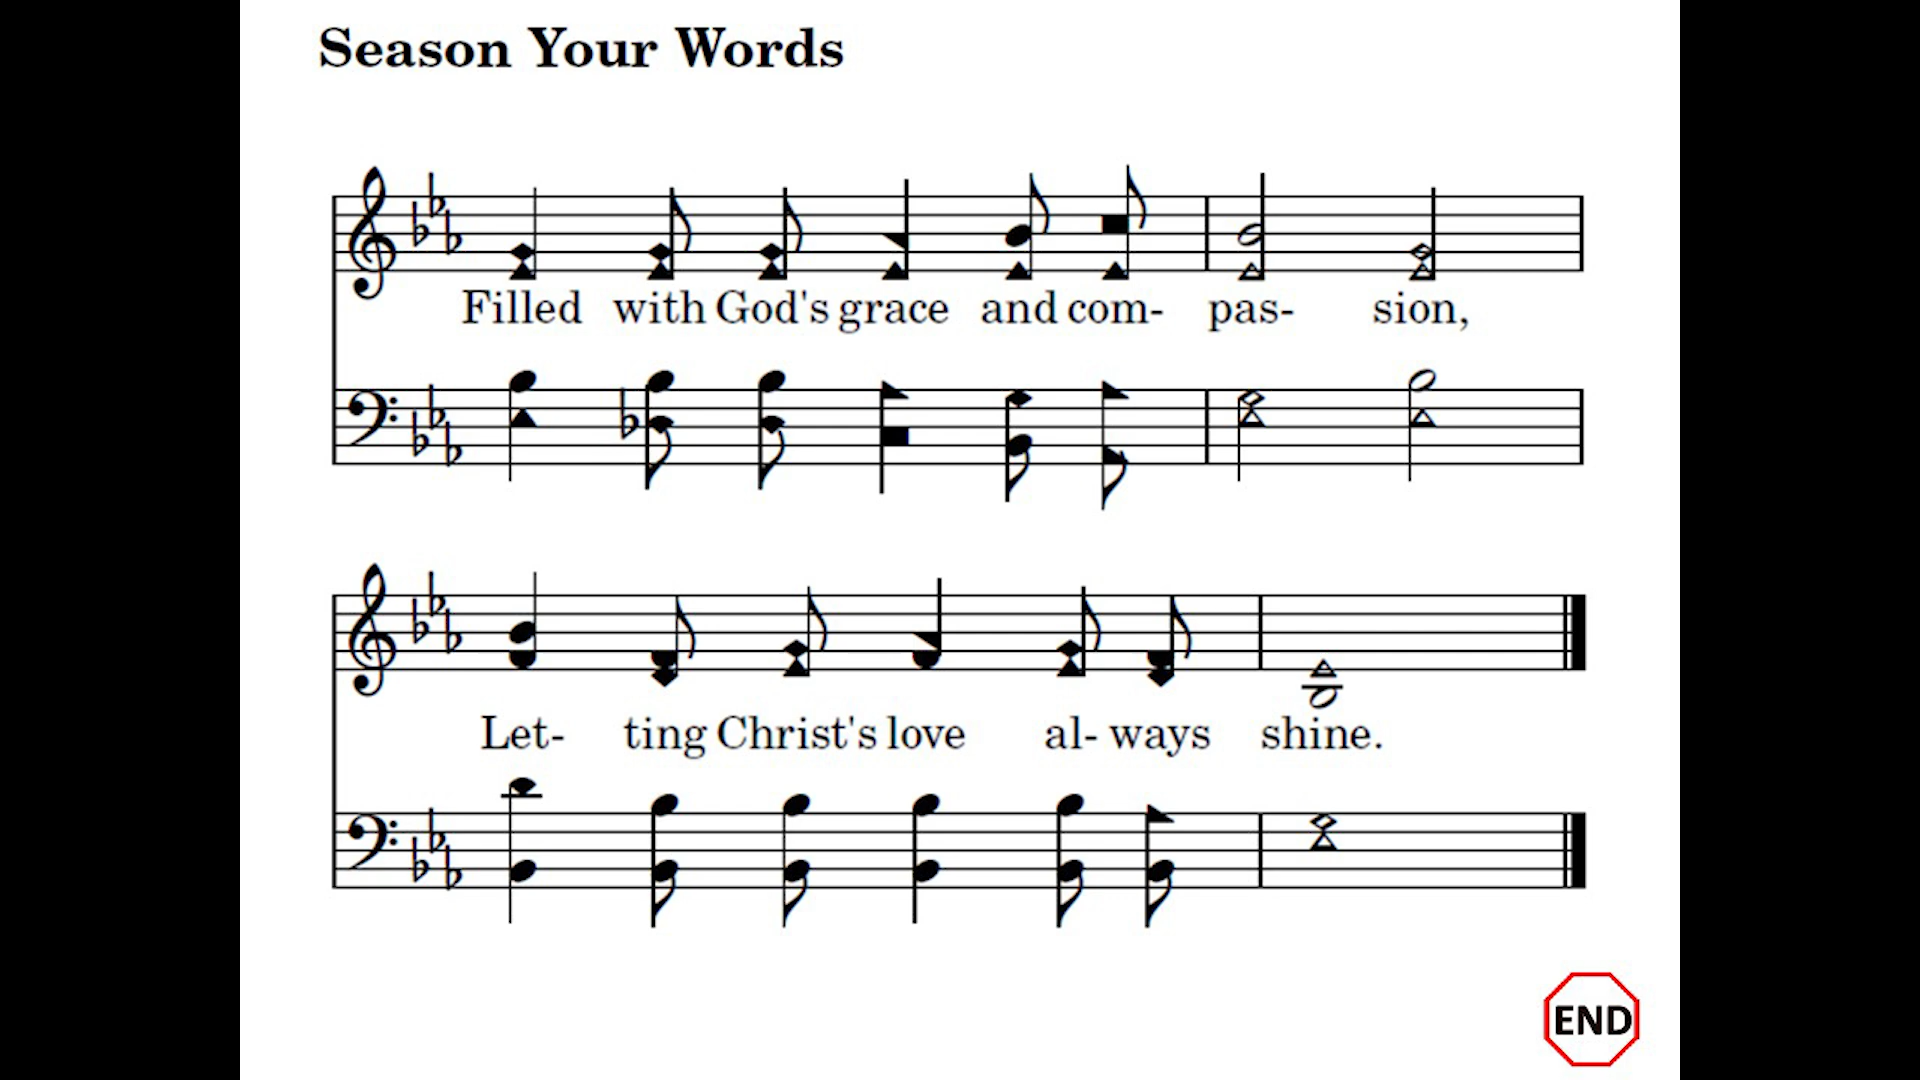 Season Your Words
Filled with God's grace and com- pas- sion,
Let- ting Christ's love al- ways shine.
END